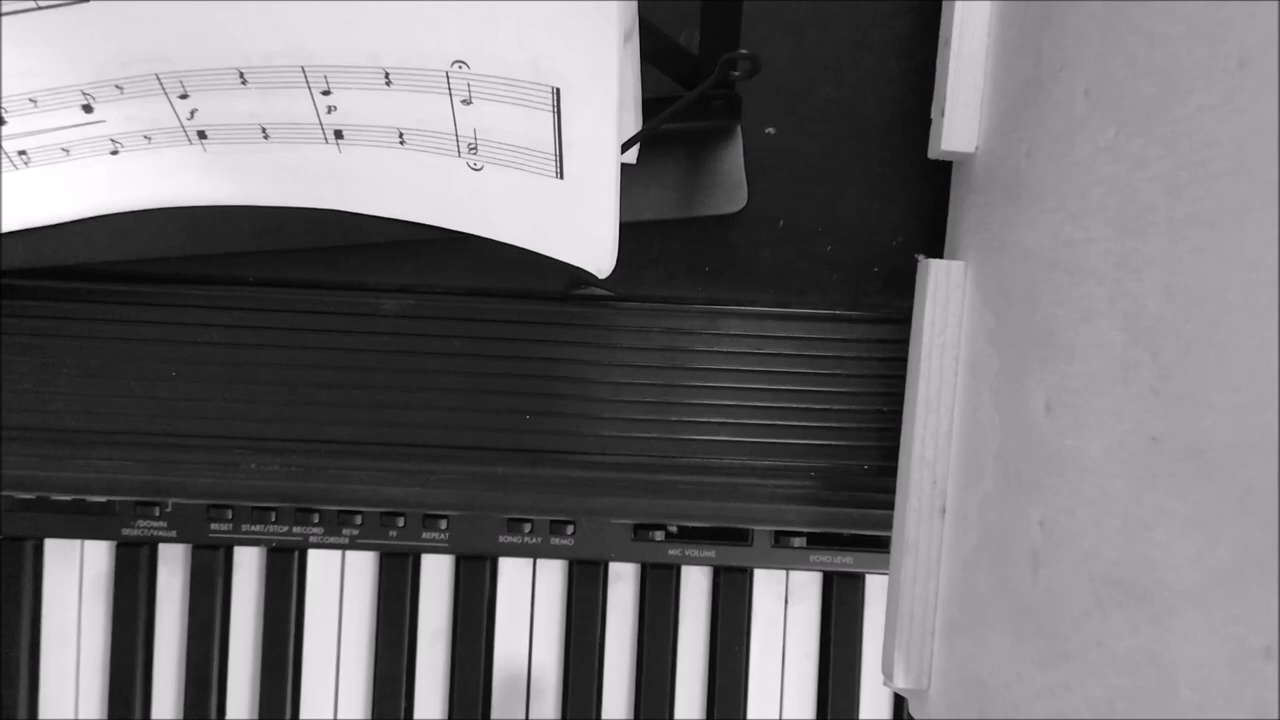 f
p
-/DOWN
SELECT/VALUE
RESET START/STOP RECORD REW FF REPEAT
RECORDER
SONG PLAY DEMO
MIC VOLUME
ECHO LEVEL